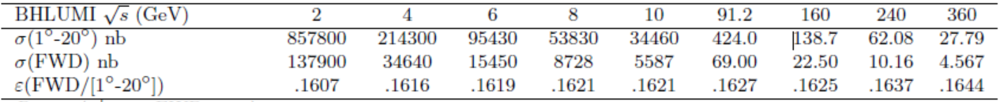 BHLUMI √s (GeV) 2 4 6 8 10 91.2 160 240 360
σ(1°-20°) nb 857800 214300 95430 53830 34460 424.0 138.7 62.08 27.79
σ(FWD) nb 137900 34640 15450 8728 5587 69.00 22.50 10.16 4.567
ε(FWD/[1°-20°]) .1607 .1616 .1619 .1621 .1621 .1627 .1625 .1637 .1644